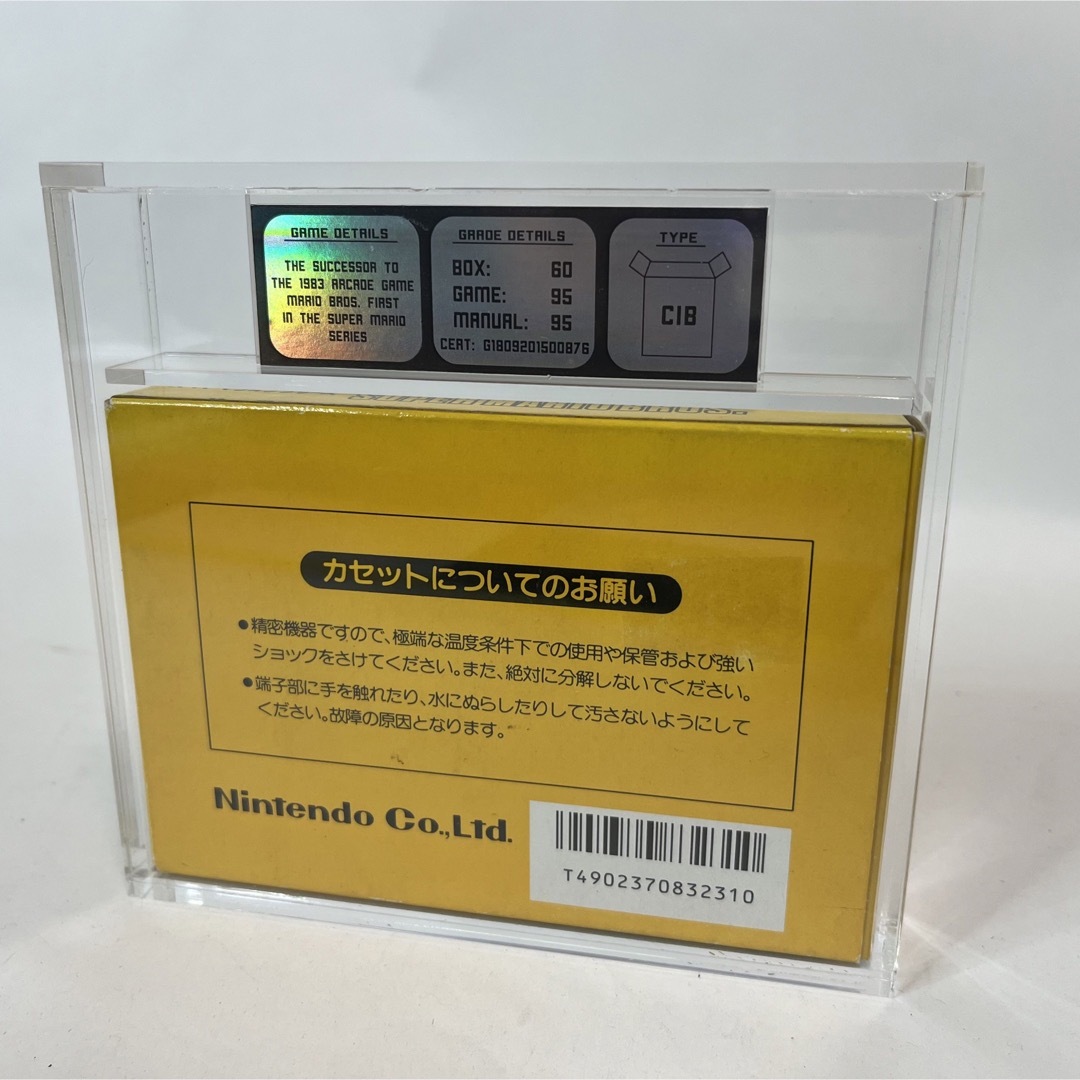 GAME DETAILS
THE SUCCESSOR TO
THE 1983 ARCADE GAME
MARIO BROS. FIRST
IN THE SUPER MARIO
SERIES
GRADE DETAILS
BOX: 60
GAME: 95
MANUAL: 95
CERT: G1809201500876
TYPE
CIB
カセットについてのお願い
●精密機器ですので、極端な温度条件下での使用や保管および強い
ショックをさけてください。また、絶対に分解しないでください。
●端子部に手を触れたり、水にぬらしたりして汚さないようにして
ください。故障の原因となります。
Nintendo Co.,Ltd.
T4902370832310